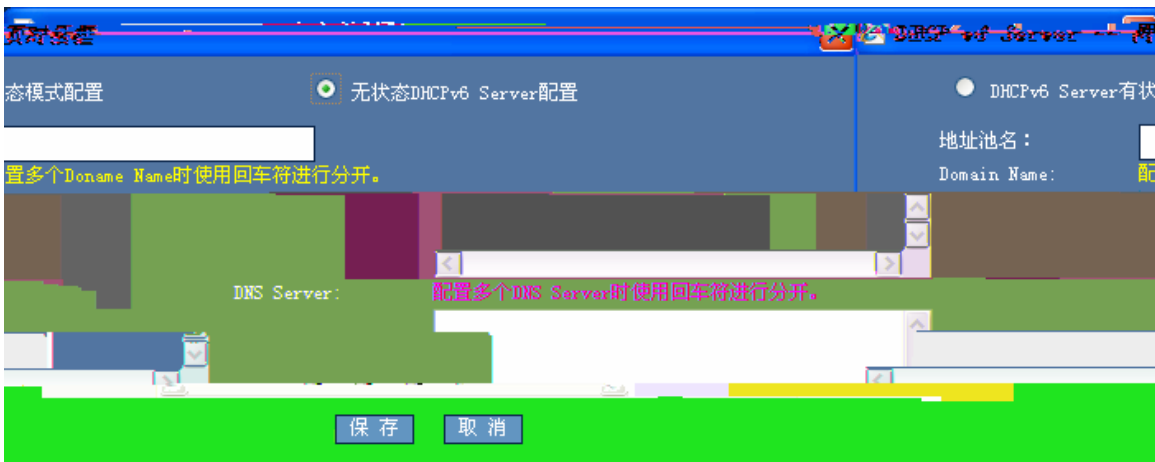 DHCPv6 Server
态模式配置 无状态DHCPv6 Server配置 DHCPv6 Server有状
地址池名：
置多个Doname Name时使用回车符进行分开。 Domain Name: 配
DNS Server: 配置多个DNS Server时使用回车符进行分开。
保存 取消